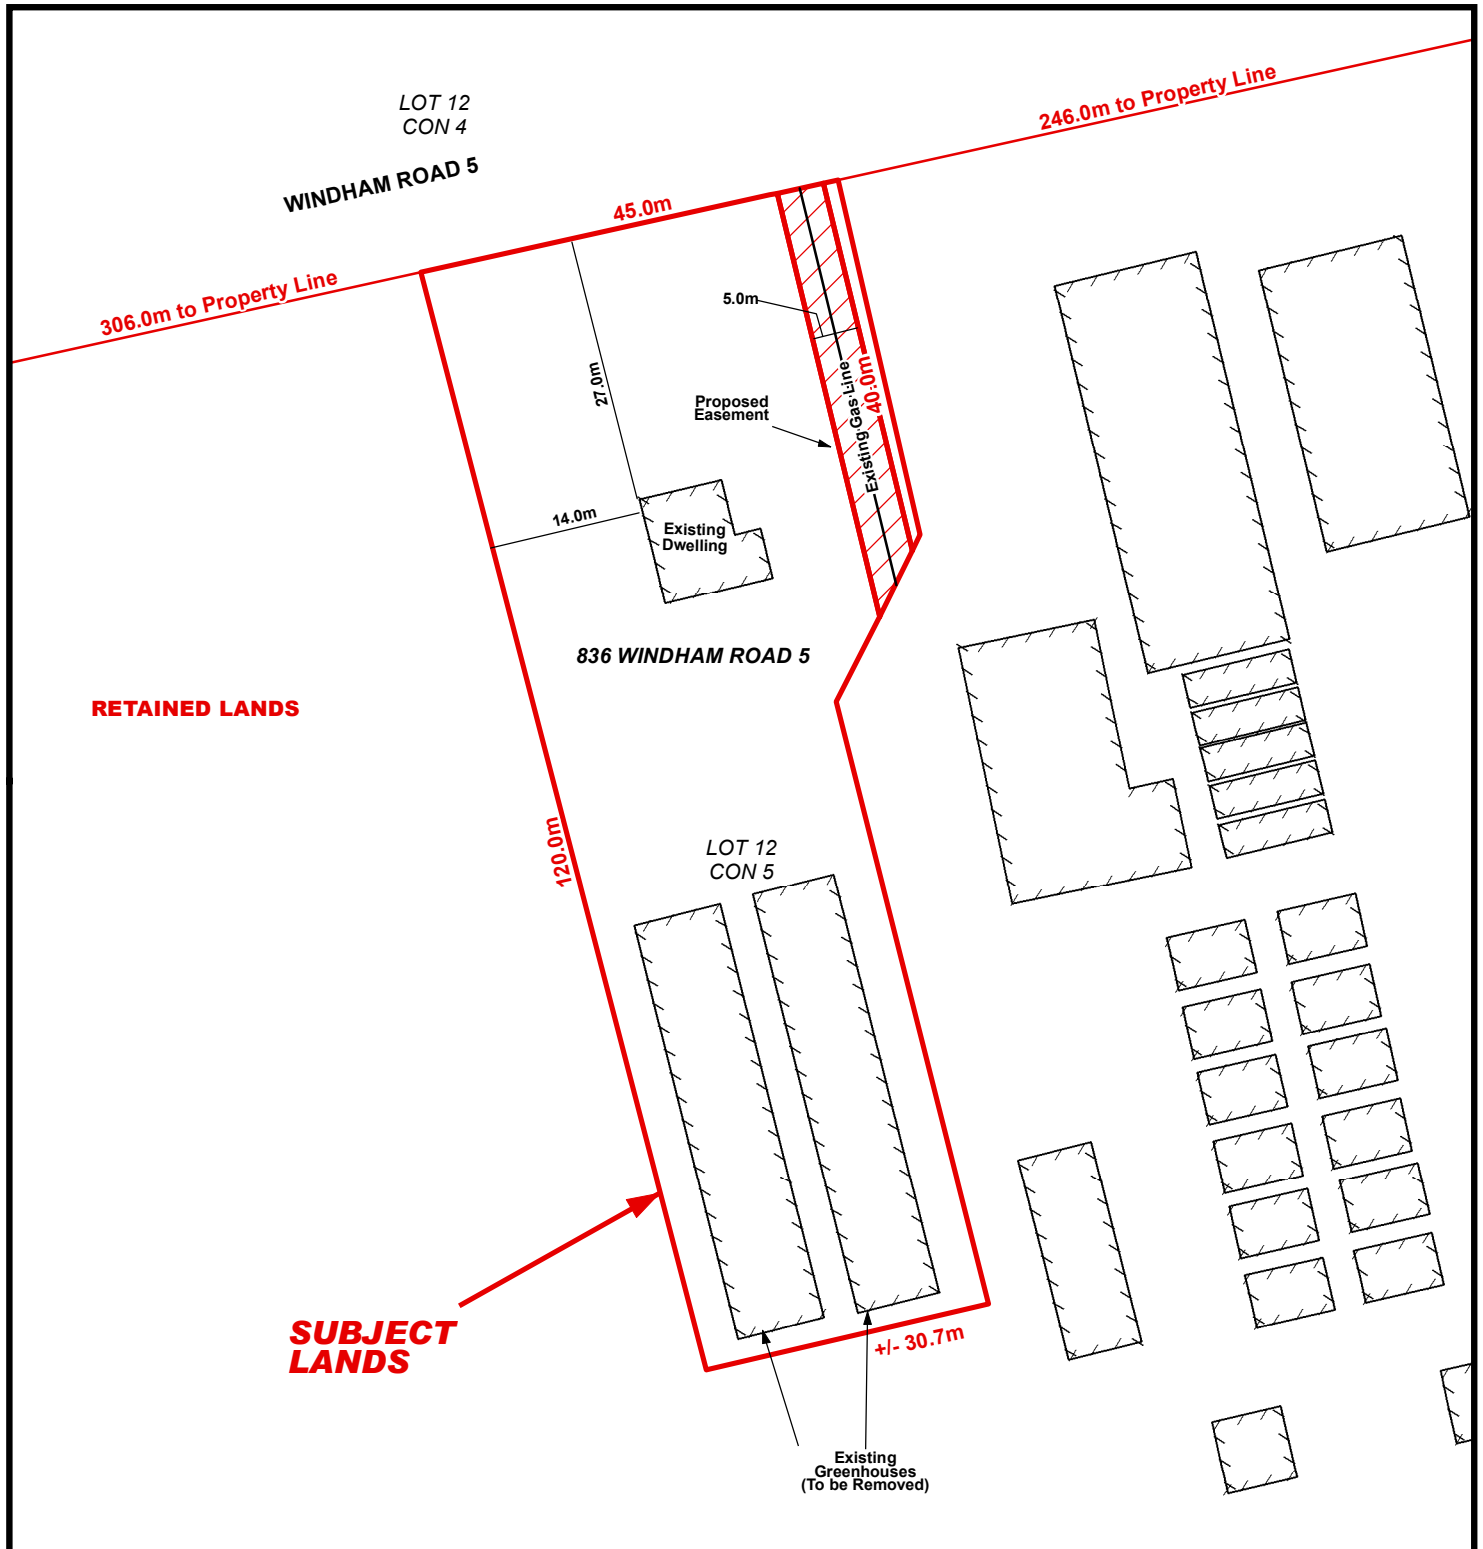 LOT 12
CON 4
246.0m to Property Line
WINDHAM ROAD 5
45.0m
306.0m to Property Line
5.0m
27.0m
40.0m
Existing Gas Line
Proposed
Easement
14.0m
Existing
Dwelling
836 WINDHAM ROAD 5
RETAINED LANDS
120.0m
LOT 12
CON 5
SUBJECT
LANDS
+/- 30.7m
Existing
Greenhouses
(To be Removed)